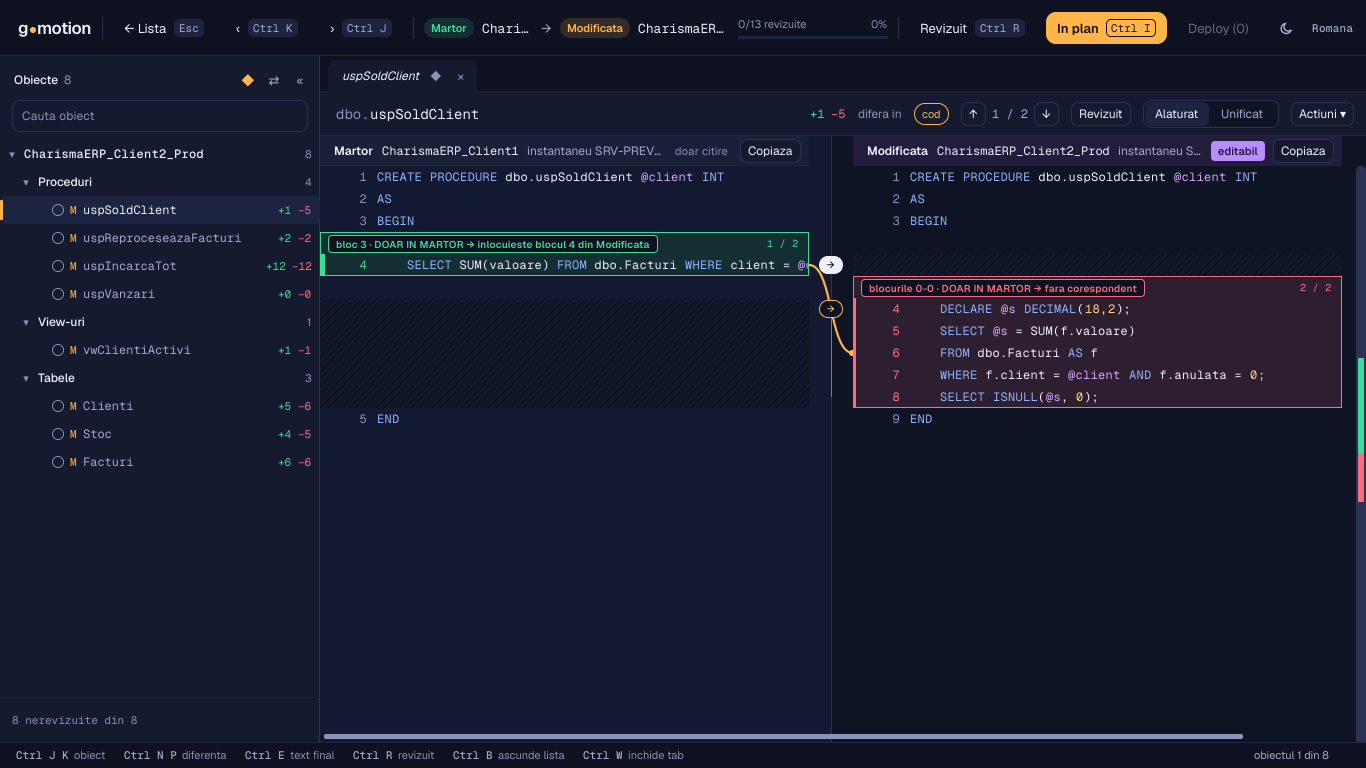 g•motion
← Lista Esc
‹ Ctrl K
› Ctrl J
Martor Chari… → Modificata CharismaER…
0/13 revizuite 0%
Revizuit Ctrl R
In plan Ctrl I
Deploy (0)
Romana
Obiecte 8
⇄ «
Cauta obiect
▾ CharismaERP_Client2_Prod 8
▾ Proceduri 4
M uspSoldClient +1 −5
M uspReproceseazaFacturi +2 −2
M uspIncarcaTot +12 −12
M uspVanzari +0 −0
▾ View-uri 1
M vwClientiActivi +1 −1
▾ Tabele 3
M Clienti +5 −6
M Stoc +4 −5
M Facturi +6 −6
8 nerevizuite din 8
uspSoldClient ◆ ×
dbo.uspSoldClient
+1 −5 difera in cod ↑ 1 / 2 ↓ Revizuit Alaturat Unificat Actiuni ▾
Martor CharismaERP_Client1 instantaneu SRV-PREV… doar citire Copiaza
1 CREATE PROCEDURE dbo.uspSoldClient @client INT
2 AS
3 BEGIN
bloc 3 · DOAR IN MARTOR → inlocuieste blocul 4 din Modificata 1 / 2
4 SELECT SUM(valoare) FROM dbo.Facturi WHERE client = @
5 END
→
→
Modificata CharismaERP_Client2_Prod instantaneu S… editabil Copiaza
1 CREATE PROCEDURE dbo.uspSoldClient @client INT
2 AS
3 BEGIN
blocurile 0-0 · DOAR IN MARTOR → fara corespondent 2 / 2
4 DECLARE @s DECIMAL(18,2);
5 SELECT @s = SUM(f.valoare)
6 FROM dbo.Facturi AS f
7 WHERE f.client = @client AND f.anulata = 0;
8 SELECT ISNULL(@s, 0);
9 END
Ctrl J K obiect Ctrl N P diferenta Ctrl E text final Ctrl R revizuit Ctrl B ascunde lista Ctrl W inchide tab
obiectul 1 din 8